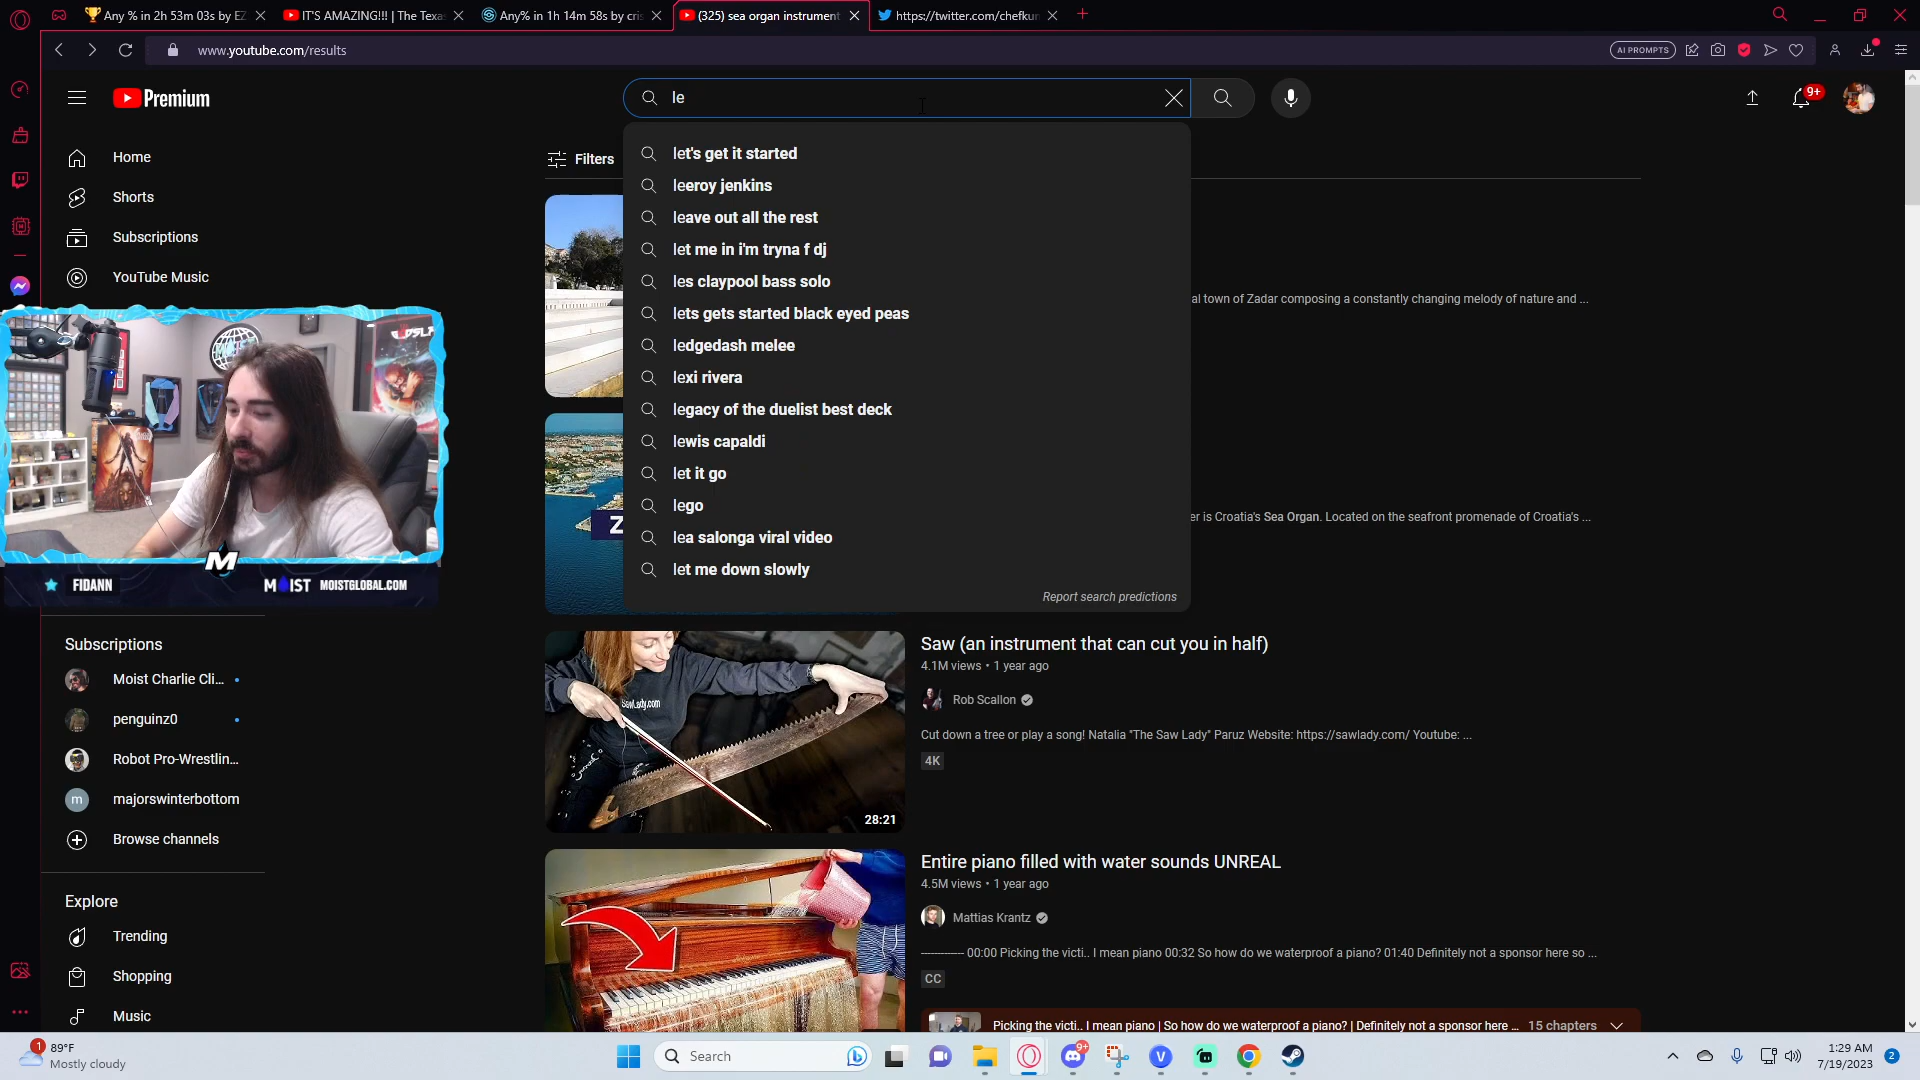 Any % in 2h 53m 03s by EZ
IT'S AMAZING!!! | The Texa
Any% in 1h 14m 58s by cri
(325) sea organ instrument
https://twitter.com/chefkun
www.youtube.com/results
AI PROMPTS
Premium
le
9+
Home
Shorts
Subscriptions
YouTube Music
Filters
let's get it started
leeroy jenkins
leave out all the rest
let me in i'm tryna f dj
les claypool bass solo
lets gets started black eyed peas
ledgedash melee
lexi rivera
legacy of the duelist best deck
lewis capaldi
let it go
lego
lea salonga viral video
let me down slowly
Report search predictions
al town of Zadar composing a constantly changing melody of nature and ...
er is Croatia's Sea Organ. Located on the seafront promenade of Croatia's ...
Z
MOIST
M
FIDANN
MOIST
MOISTGLOBAL.COM
Subscriptions
Moist Charlie Cli...
penguinz0
Robot Pro-Wrestlin...
m
majorswinterbottom
Browse channels
Explore
Trending
Shopping
Music
SawLady.com
28:21
Saw (an instrument that can cut you in half)
4.1M views • 1 year ago
Rob Scallon
Cut down a tree or play a song! Natalia "The Saw Lady" Paruz Website: https://sawlady.com/ Youtube: ...
4K
Entire piano filled with water sounds UNREAL
4.5M views • 1 year ago
Mattias Krantz
------------- 00:00 Picking the victi.. I mean piano 00:32 So how do we waterproof a piano? 01:40 Definitely not a sponsor here so ...
CC
Picking the victi.. I mean piano | So how do we waterproof a piano? | Definitely not a sponsor here ...
15 chapters
1
89°F
Mostly cloudy
Search
9+
V
1:29 AM
7/19/2023
2